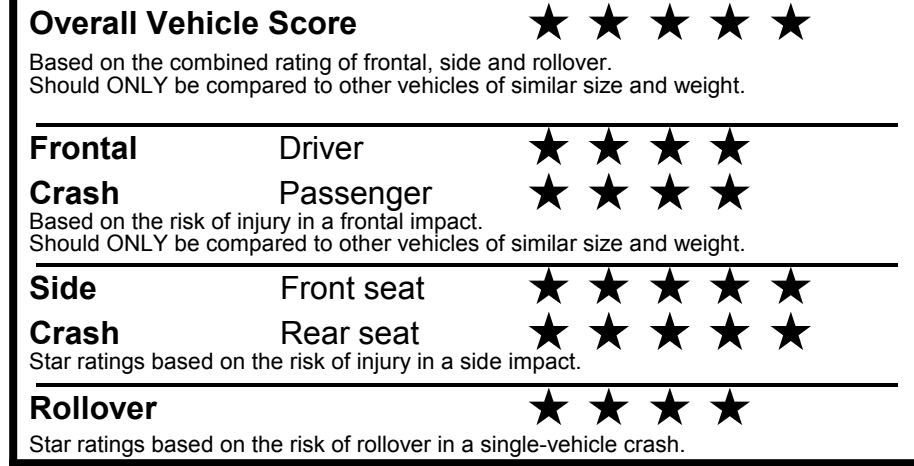 Overall Vehicle Score ★ ★ ★ ★ ★
Based on the combined rating of frontal, side and rollover.
Should ONLY be compared to other vehicles of similar size and weight.
Frontal Driver ★ ★ ★ ★
Crash Passenger ★ ★ ★ ★
Based on the risk of injury in a frontal impact.
Should ONLY be compared to other vehicles of similar size and weight.
Side Front seat ★ ★ ★ ★ ★
Crash Rear seat ★ ★ ★ ★ ★
Star ratings based on the risk of injury in a side impact.
Rollover ★ ★ ★ ★
Star ratings based on the risk of rollover in a single-vehicle crash.